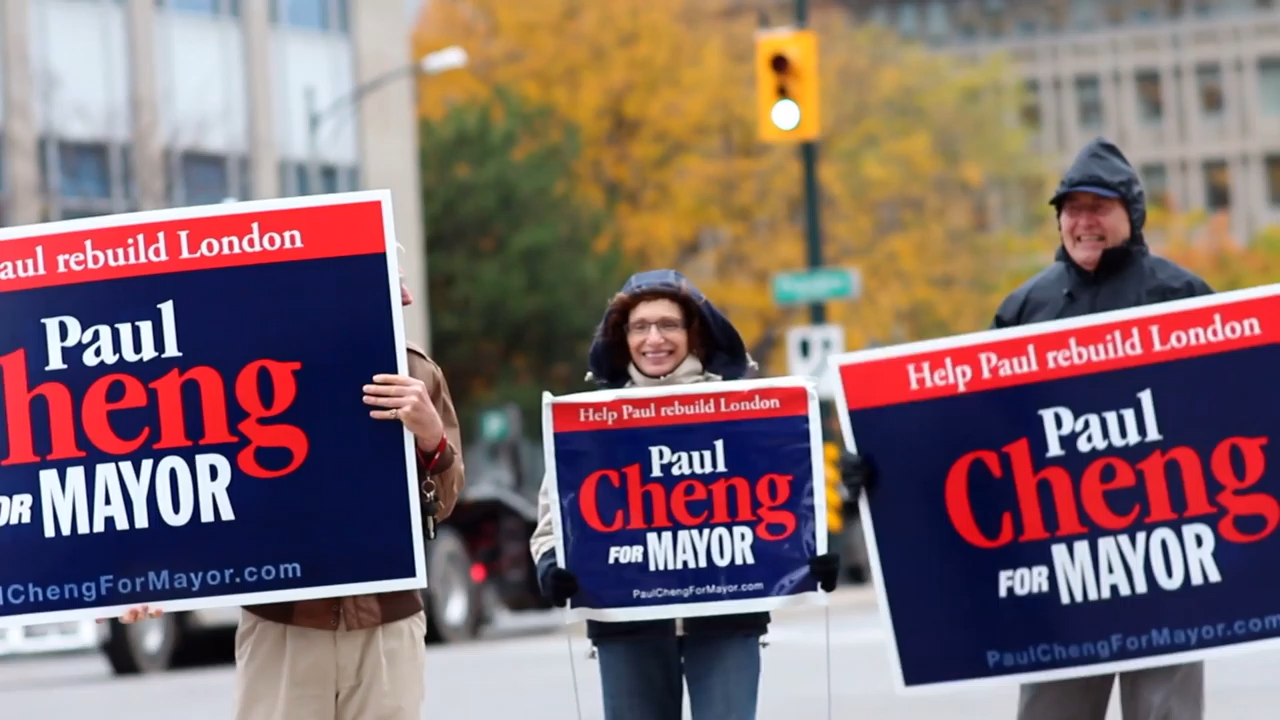 aul rebuild London
Paul
Cheng
OR MAYOR
lChengForMayor.com
Help Paul rebuild London
Paul
Cheng
FOR MAYOR
PaulChengForMayor.com
Help Paul rebuild London
Paul
Cheng
FOR MAYOR
PaulChengForMayor.com